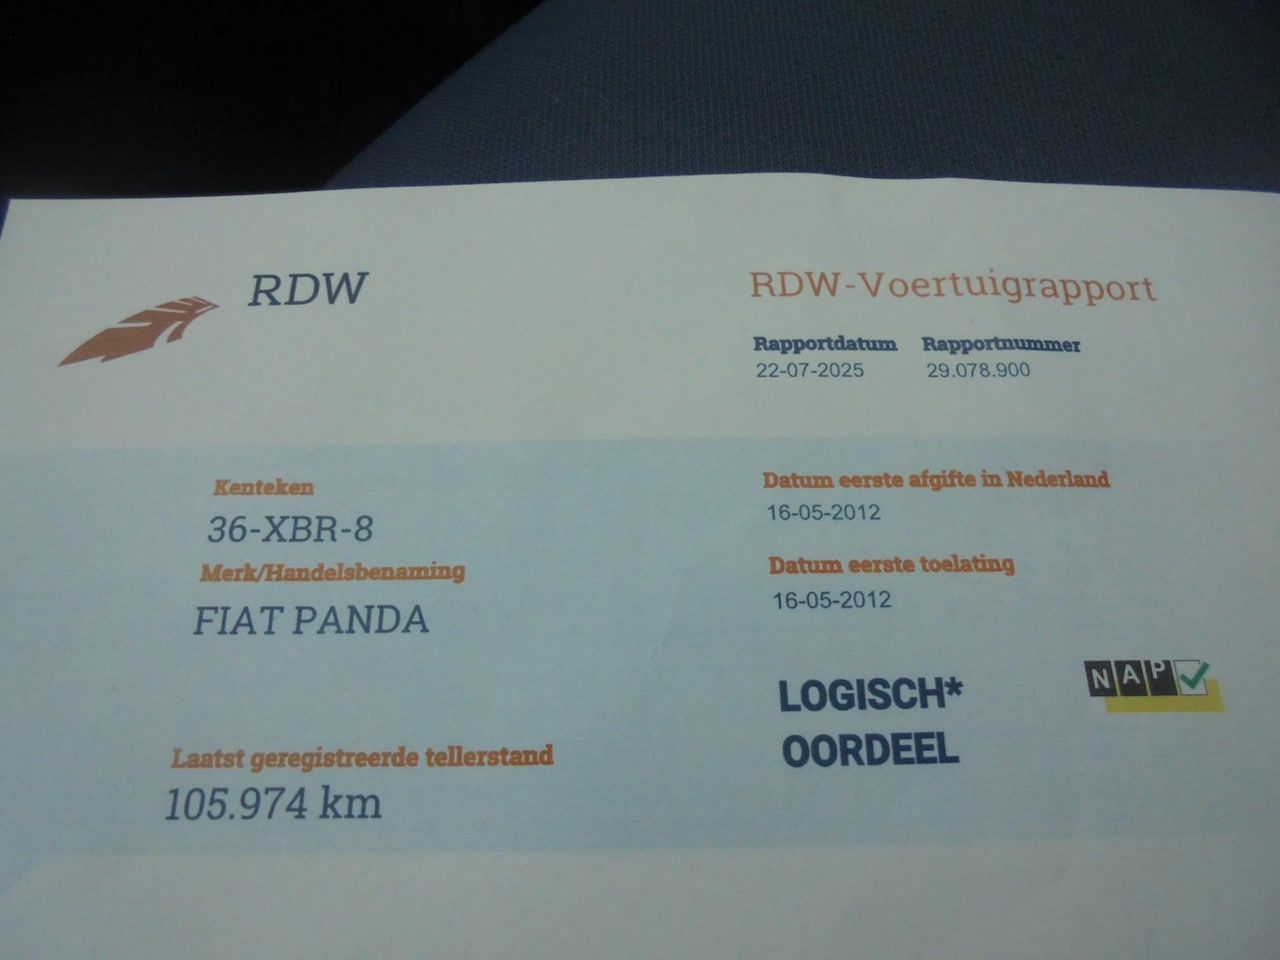 RDW
RDW-Voertuigrapport
Rapportdatum Rapportnummer
22-07-2025 29.078.900
Kenteken
36-XBR-8
Merk/Handelsbenaming
FIAT PANDA
Laatst geregistreerde tellerstand
105.974 km
Datum eerste afgifte in Nederland
16-05-2012
Datum eerste toelating
16-05-2012
LOGISCH*
OORDEEL
NAP